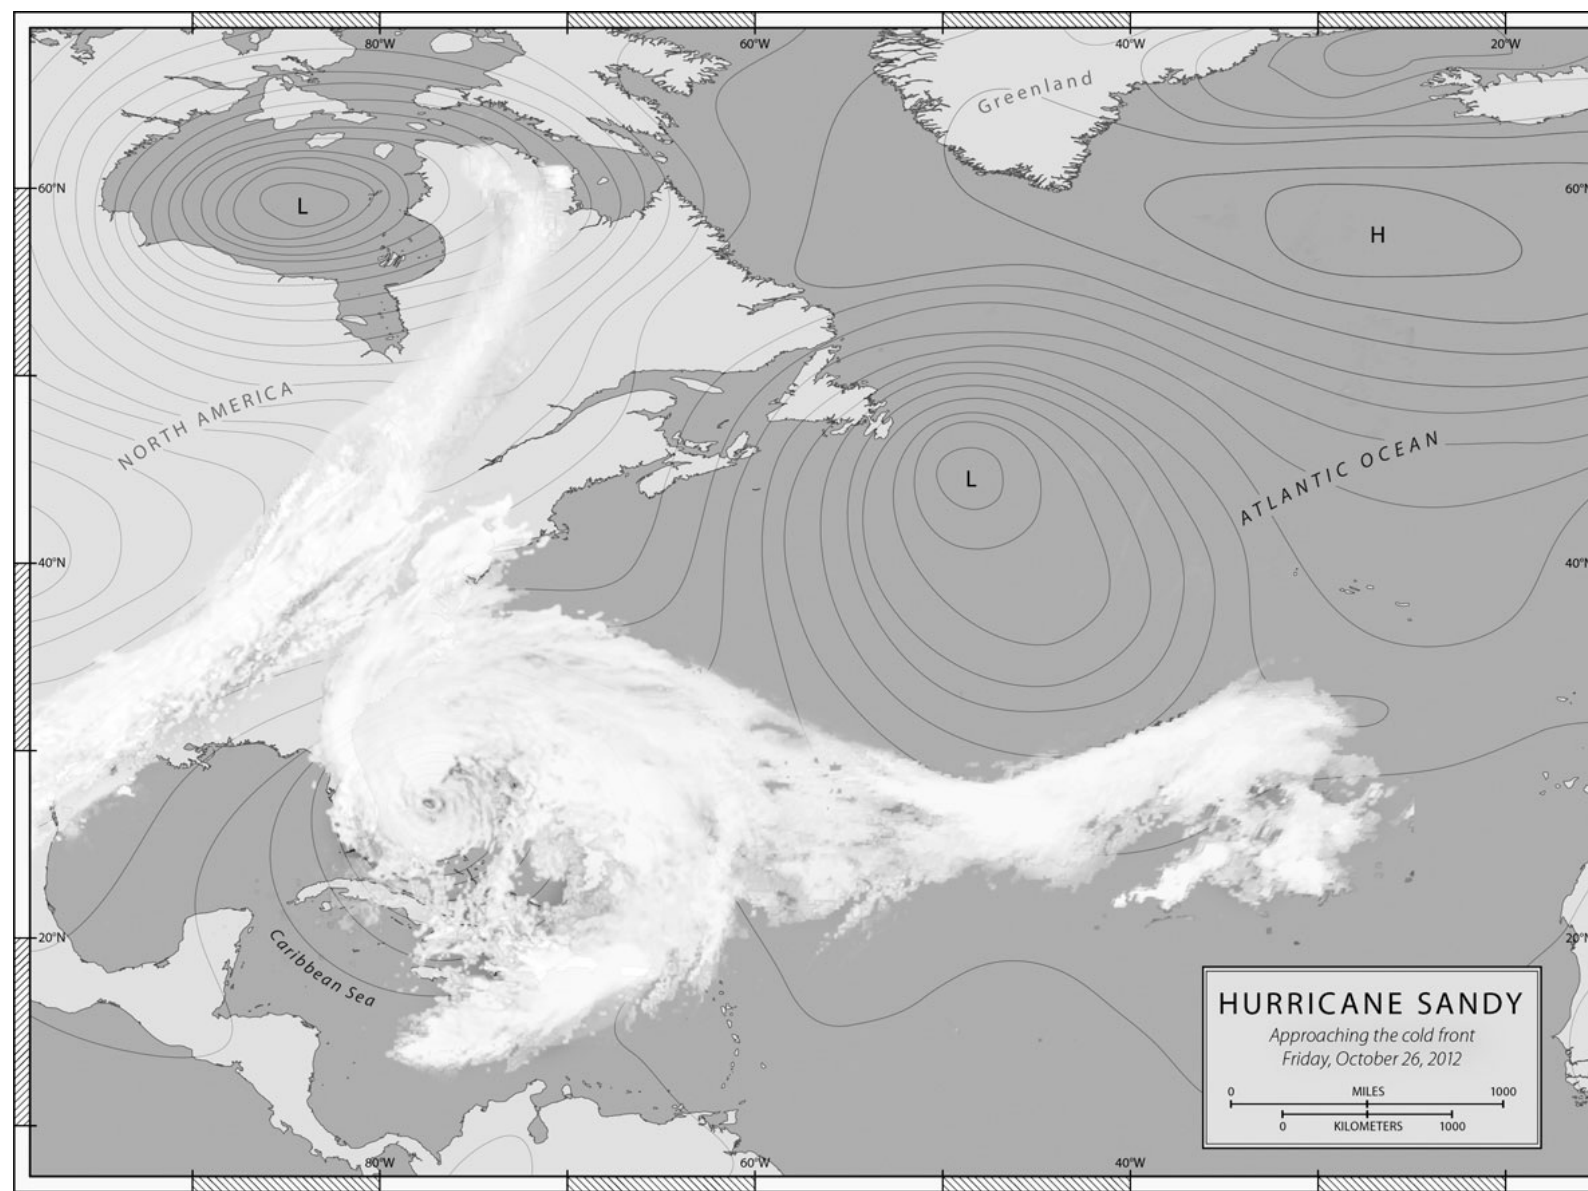 80°W
60°W
40°W
20°W
Greenland
60°N
L
60°N
H
NORTH AMERICA
ATLANTIC OCEAN
L
40°N
40°N
20°N
20°N
Caribbean Sea
HURRICANE SANDY
Approaching the cold front
Friday, October 26, 2012
0 MILES 1000
0 KILOMETERS 1000
80°W
60°W
40°W